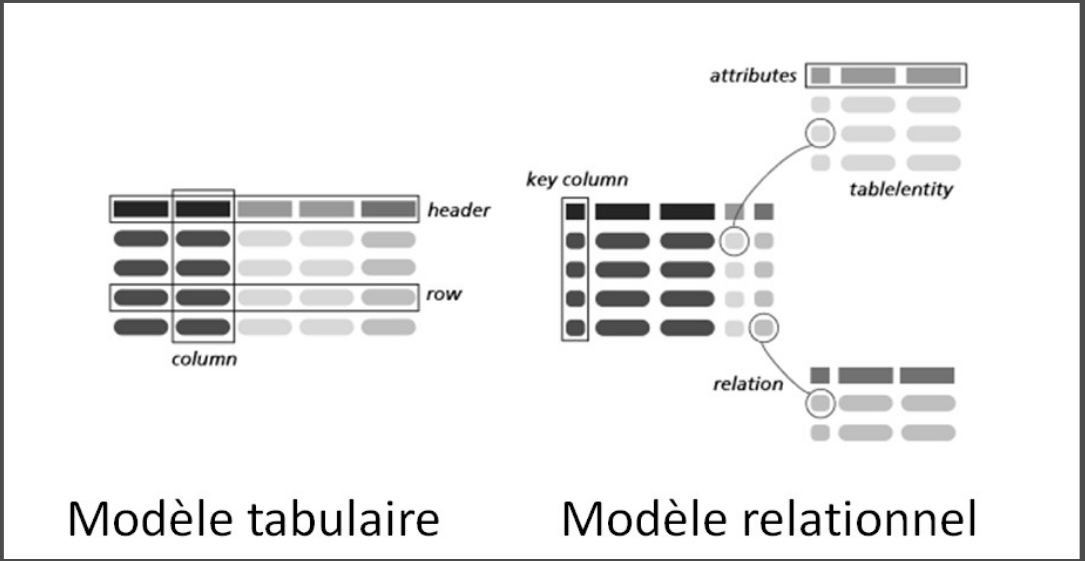 attributes
key column
table/entity
header
row
column
relation
Modèle tabulaire
Modèle relationnel